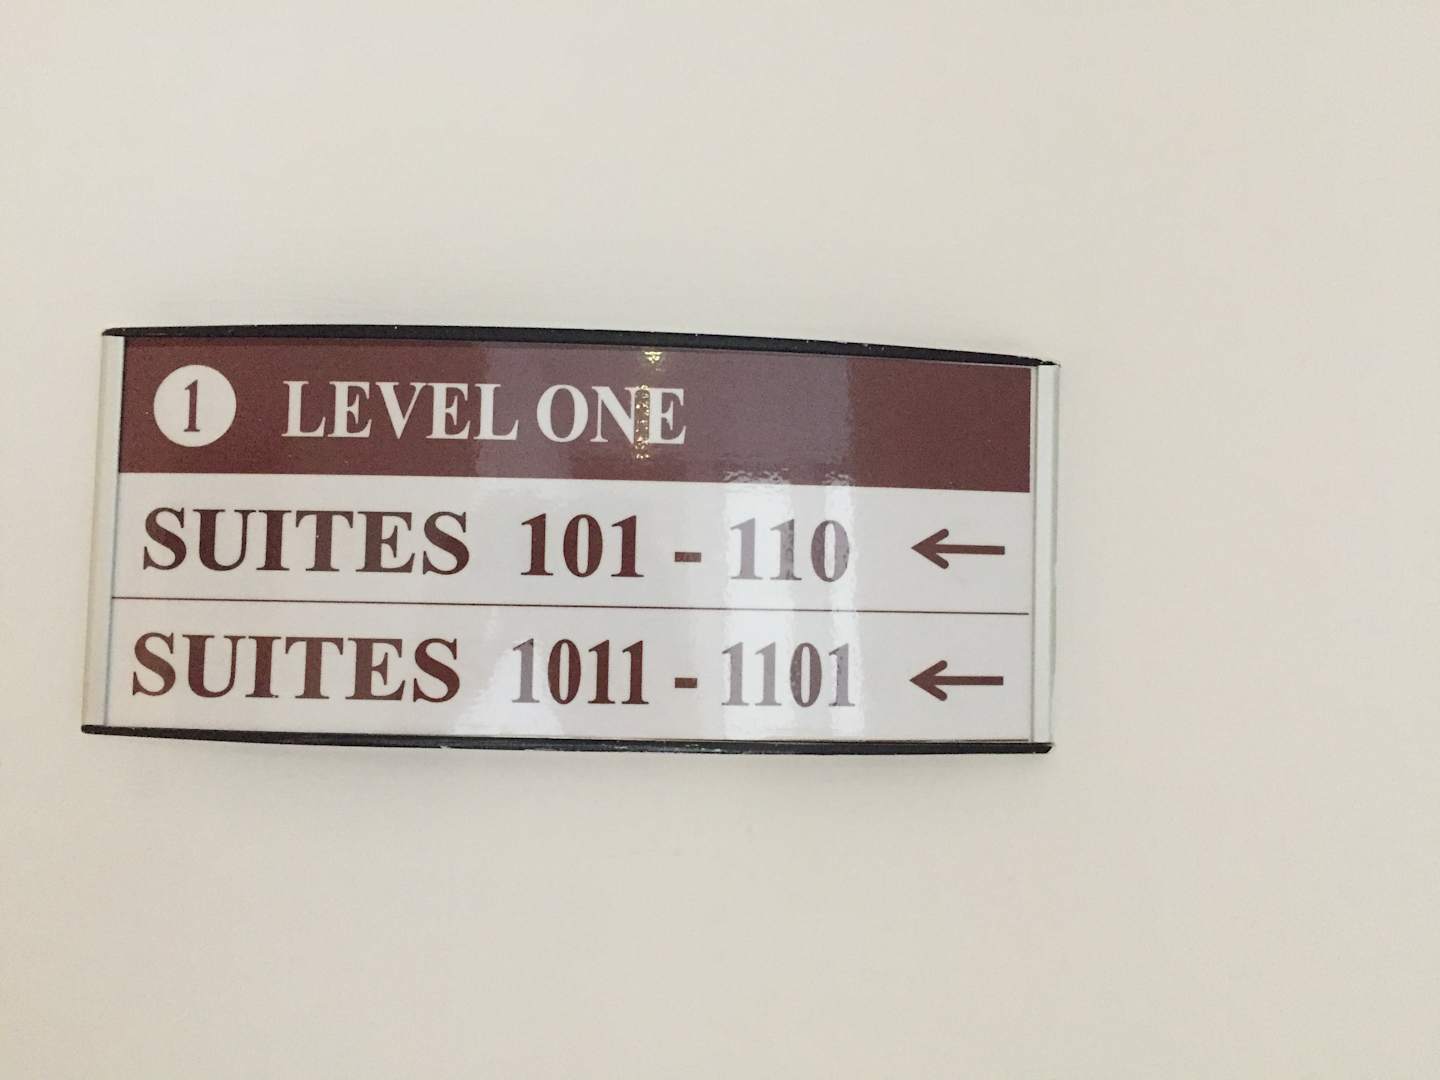 1 LEVEL ONE
SUITES 101 - 110 ←
SUITES 1011 - 1101 ←